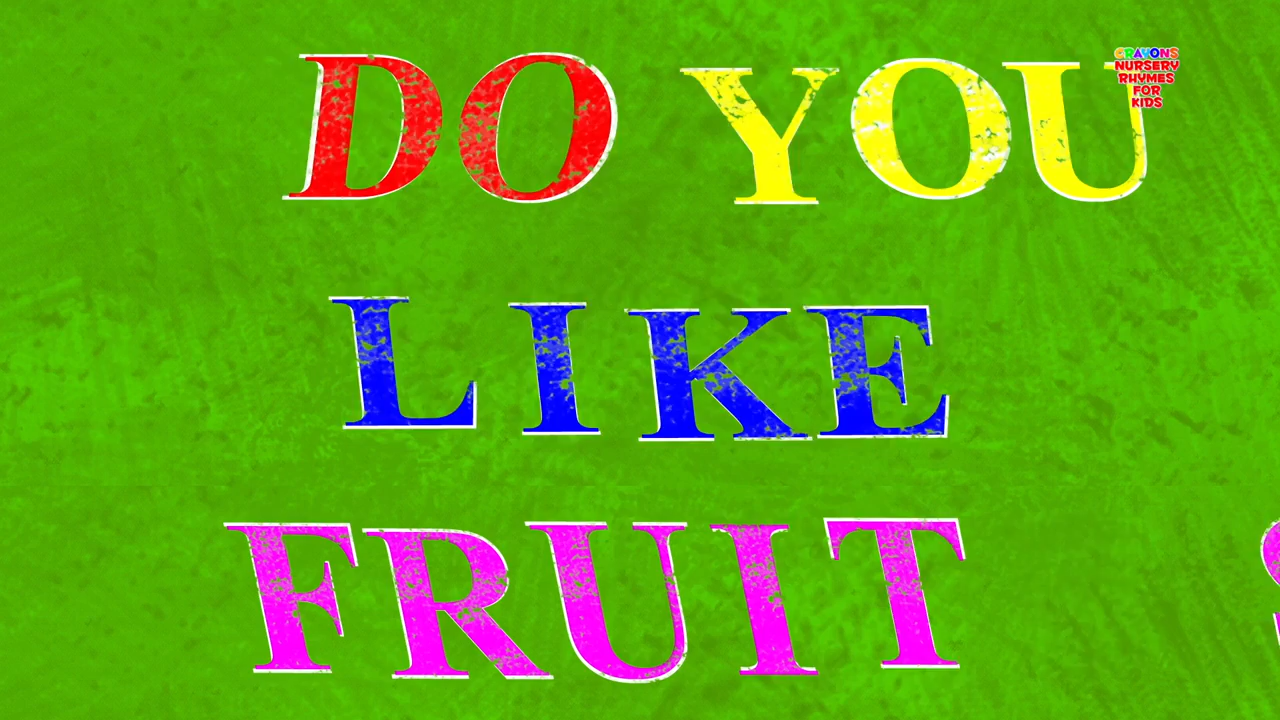 DO YOU
LIKE
FRUIT
CRAYONS
NURSERY
RHYMES
FOR
KIDS